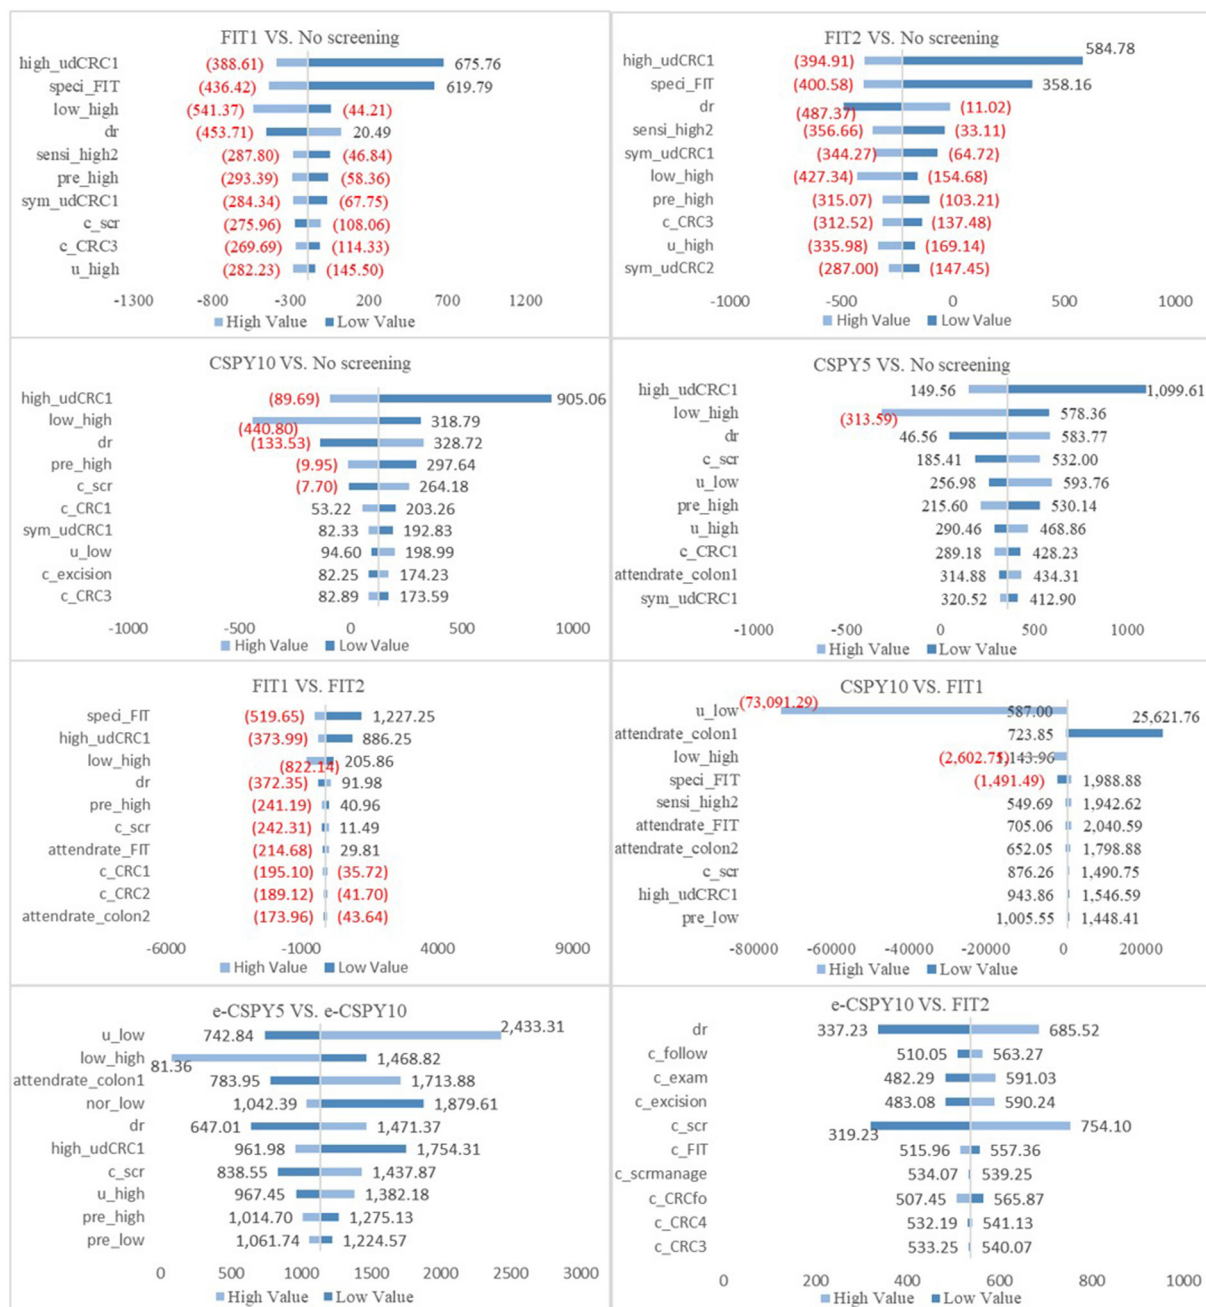 FIT1 VS. No screening
high_udCRC1 (388.61) 675.76
speci_FIT (436.42) 619.79
low_high (541.37) (44.21)
dr (453.71) 20.49
sensi_high2 (287.80) (46.84)
pre_high (293.39) (58.36)
sym_udCRC1 (284.34) (67.75)
c_scr (275.96) (108.06)
c_CRC3 (269.69) (114.33)
u_high (282.23) (145.50)
-1300 -800 -300 200 700 1200
High Value Low Value
FIT2 VS. No screening
high_udCRC1 (394.91) 584.78
speci_FIT (400.58) 358.16
dr (487.37) (11.02)
sensi_high2 (356.66) (33.11)
sym_udCRC1 (344.27) (64.72)
low_high (427.34) (154.68)
pre_high (315.07) (103.21)
c_CRC3 (312.52) (137.48)
u_high (335.98) (169.14)
sym_udCRC2 (287.00) (147.45)
-1000 -500 0 500 1000
High Value Low Value
CSPY10 VS. No screening
high_udCRC1 (89.69) 905.06
low_high (440.80) 318.79
dr (133.53) 328.72
pre_high (9.95) 297.64
c_scr (7.70) 264.18
c_CRC1 53.22 203.26
sym_udCRC1 82.33 192.83
u_low 94.60 198.99
c_excision 82.25 174.23
c_CRC3 82.89 173.59
-1000 -500 0 500 1000
High Value Low Value
CSPY5 VS. No screening
high_udCRC1 149.56 1,099.61
low_high (313.59) 578.36
dr 46.56 583.77
c_scr 185.41 532.00
u_low 256.98 593.76
pre_high 215.60 530.14
u_high 290.46 468.86
c_CRC1 289.18 428.23
attendrate_colon1 314.88 434.31
sym_udCRC1 320.52 412.90
-1000 -500 0 500 1000
High Value Low Value
FIT1 VS. FIT2
speci_FIT (519.65) 1,227.25
high_udCRC1 (373.99) 886.25
low_high (822.14) 205.86
dr (372.35) 91.98
pre_high (241.19) 40.96
c_scr (242.31) 11.49
attendrate_FIT (214.68) 29.81
c_CRC1 (195.10) (35.72)
c_CRC2 (189.12) (41.70)
attendrate_colon2 (173.96) (43.64)
-6000 -1000 4000 9000
High Value Low Value
CSPY10 VS. FIT1
u_low (73,091.29) 587.00
attendrate_colon1 723.85 25,621.76
low_high (2,602.75) 1,143.96
speci_FIT (1,491.49) 1,988.88
sensi_high2 549.69 1,942.62
attendrate_FIT 705.06 2,040.59
attendrate_colon2 652.05 1,798.88
c_scr 876.26 1,490.75
high_udCRC1 943.86 1,546.59
pre_low 1,005.55 1,448.41
-80000 -60000 -40000 -20000 0 20000
High Value Low Value
e-CSPY5 VS. e-CSPY10
u_low 742.84 2,433.31
low_high 81.36 1,468.82
attendrate_colon1 783.95 1,713.88
nor_low 1,042.39 1,879.61
dr 647.01 1,471.37
high_udCRC1 961.98 1,754.31
c_scr 838.55 1,437.87
u_high 967.45 1,382.18
pre_high 1,014.70 1,275.13
pre_low 1,061.74 1,224.57
0 500 1000 1500 2000 2500 3000
High Value Low Value
e-CSPY10 VS. FIT2
dr 337.23 685.52
c_follow 510.05 563.27
c_exam 482.29 591.03
c_excision 483.08 590.24
c_scr 319.23 754.10
c_FIT 515.96 557.36
c_scrmanage 534.07 539.25
c_CRCfo 507.45 565.87
c_CRC4 532.19 541.13
c_CRC3 533.25 540.07
0 200 400 600 800 1000
High Value Low Value